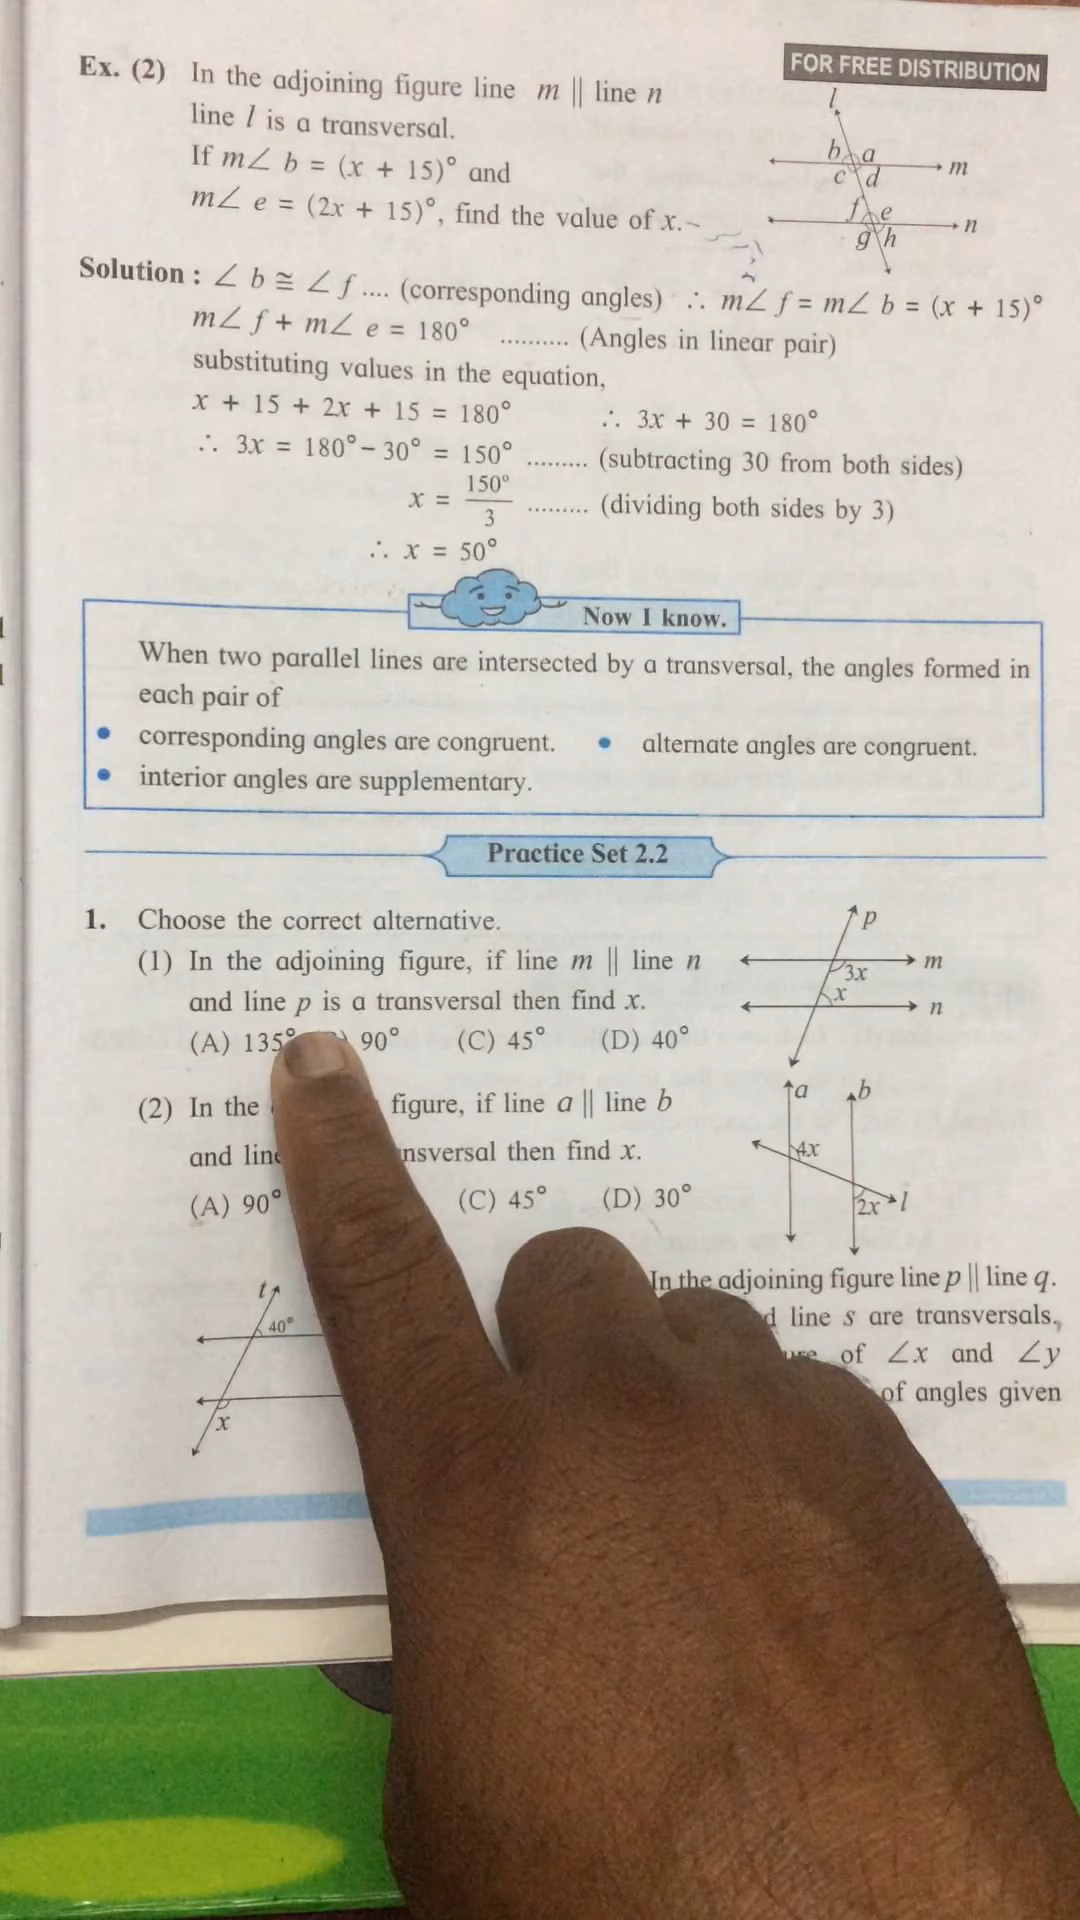 FOR FREE DISTRIBUTION
Ex. (2) In the adjoining figure line m || line n
line l is a transversal.
If m∠ b = (x + 15)° and
m∠ e = (2x + 15)°, find the value of x.
l
b a
c d
m
f e
g h
n
Solution : ∠ b ≅ ∠ f .... (corresponding angles) ∴ m∠ f = m∠ b = (x + 15)°
m∠ f + m∠ e = 180° .......... (Angles in linear pair)
substituting values in the equation,
x + 15 + 2x + 15 = 180° ∴ 3x + 30 = 180°
∴ 3x = 180° – 30° = 150° ......... (subtracting 30 from both sides)
x = 150°/3 ......... (dividing both sides by 3)
∴ x = 50°
Now I know.
When two parallel lines are intersected by a transversal, the angles formed in
each pair of
• corresponding angles are congruent. • alternate angles are congruent.
• interior angles are supplementary.
Practice Set 2.2
1. Choose the correct alternative.
(1) In the adjoining figure, if line m || line n
and line p is a transversal then find x.
(A) 135° 90° (C) 45° (D) 40°
p
m
3x
x
n
(2) In the figure, if line a || line b
and then find x.
(A) 90° (C) 45° (D) 30°
a b
4x
2x l
In the adjoining figure line p || line q.
line s are transversals.
of ∠x and ∠y
of angles given
t
40°
x